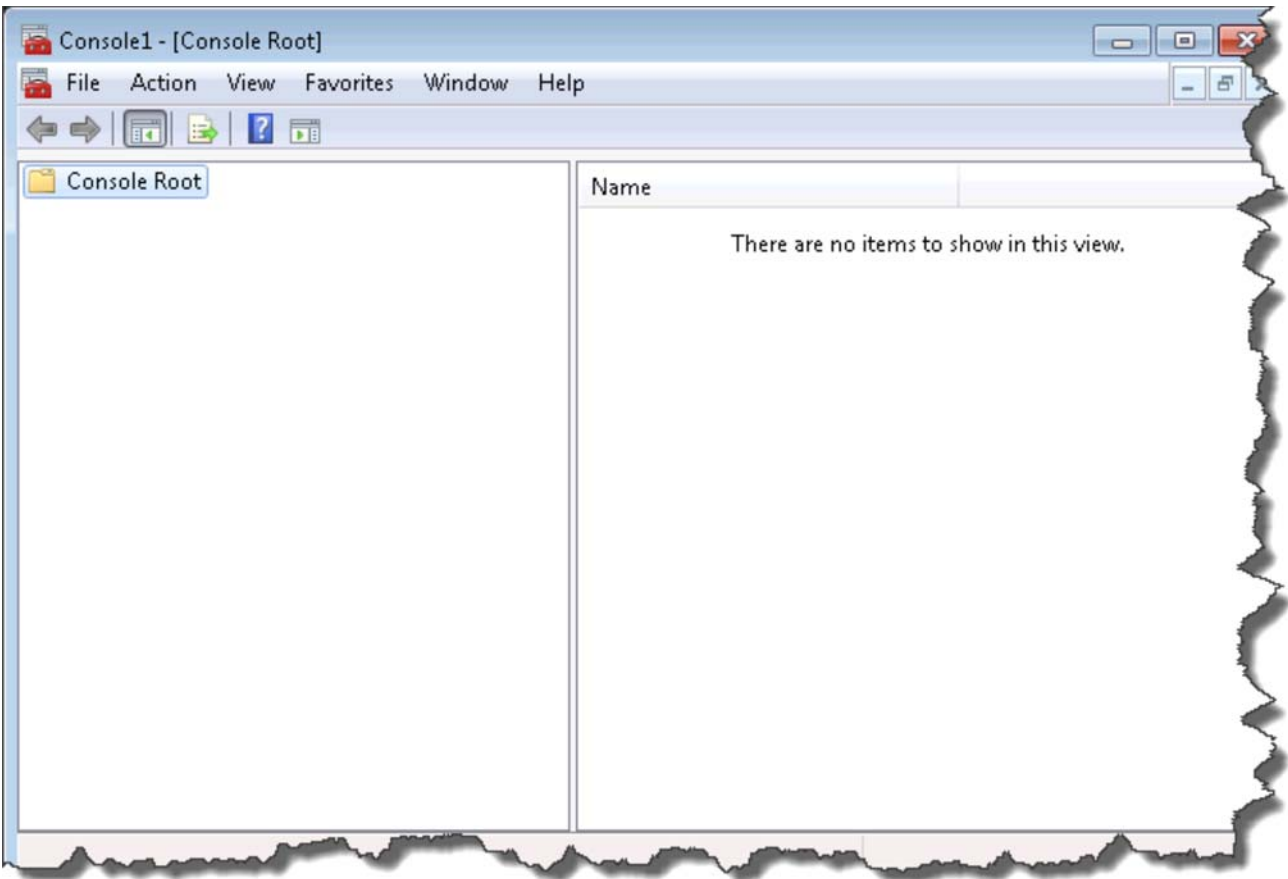 Console1 - [Console Root]
File Action View Favorites Window Help
Console Root
Name
There are no items to show in this view.